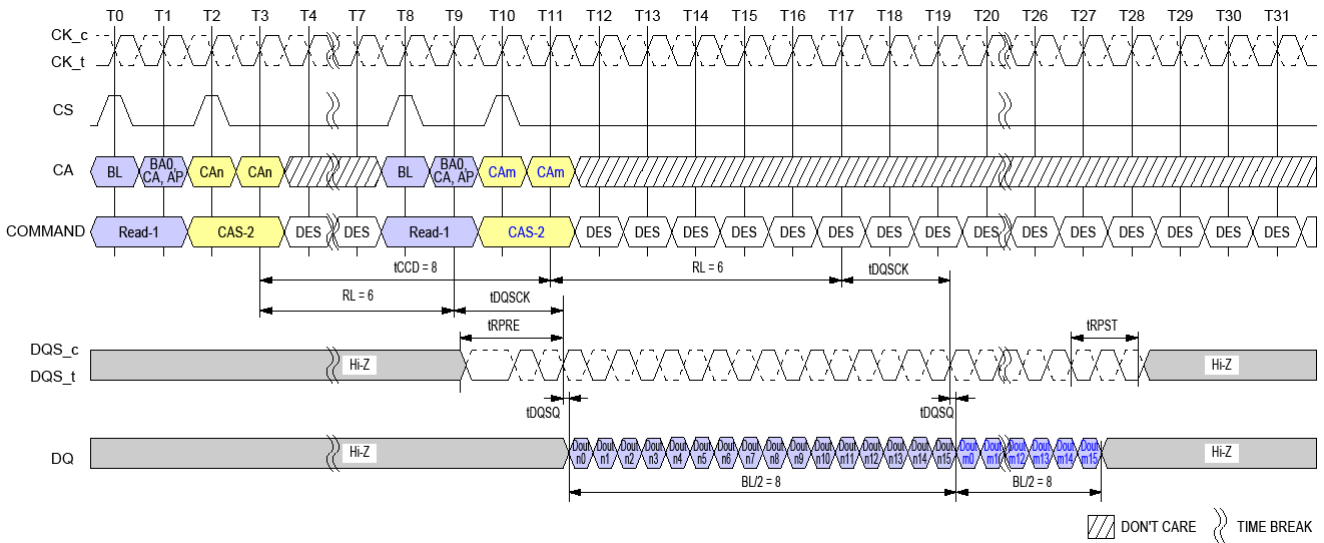 T0 T1 T2 T3 T4 T7 T8 T9 T10 T11 T12 T13 T14 T15 T16 T17 T18 T19 T20 T26 T27 T28 T29 T30 T31
CK_c
CK_t
CS
CA BL BA0, CA, AP CAn CAn BL BA0, CA, AP CAm CAm
COMMAND Read-1 CAS-2 DES DES Read-1 CAS-2 DES DES DES DES DES DES DES DES DES DES DES DES DES DES DES
tCCD = 8 RL = 6 tDQSCK
RL = 6 tDQSCK
tRPRE tRPST
DQS_c
DQS_t
Hi-Z Hi-Z
tDQSQ tDQSQ
DQ Hi-Z Dout n0 Dout n1 Dout n2 Dout n3 Dout n4 Dout n5 Dout n6 Dout n7 Dout n8 Dout n9 Dout n10 Dout n11 Dout n12 Dout n13 Dout n14 Dout n15 Dout m0 Dout m1 Dout m12 Dout m13 Dout m14 Dout m15 Hi-Z
BL/2 = 8 BL/2 = 8
DON'T CARE TIME BREAK